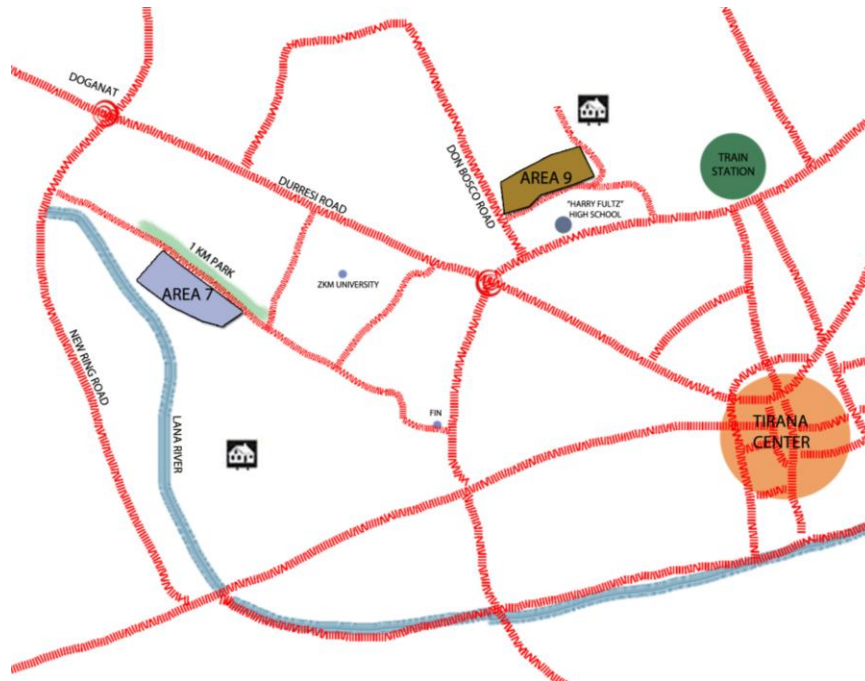 DOGANAT
DURRESI ROAD
DON BOSCO ROAD
AREA 9
"HARRY FULTZ"
HIGH SCHOOL
TRAIN
STATION
1 KM PARK
AREA 7
ZKM UNIVERSITY
NEW RING ROAD
LANA RIVER
FIN
TIRANA
CENTER